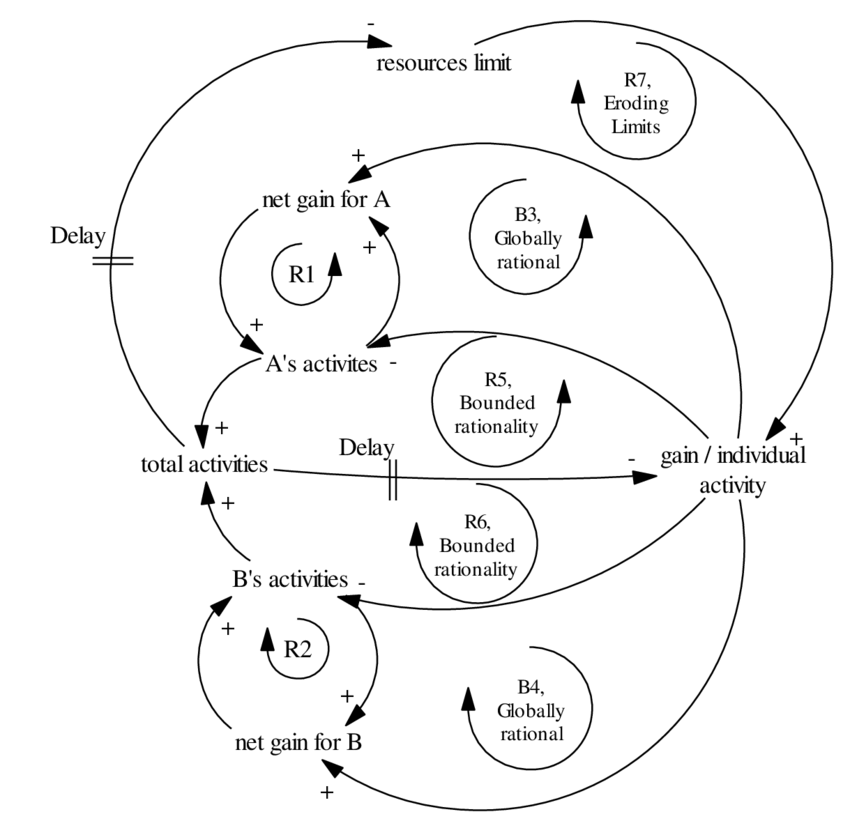 -
resources limit
R7,
Eroding
Limits
+
net gain for A
B3,
Globally
rational
Delay
+
R1
+
A's activites -
R5,
Bounded
rationality
+
Delay
total activities
-
+
gain / individual
activity
+
R6,
Bounded
rationality
B's activities -
+
R2
+
B4,
Globally
rational
net gain for B
+